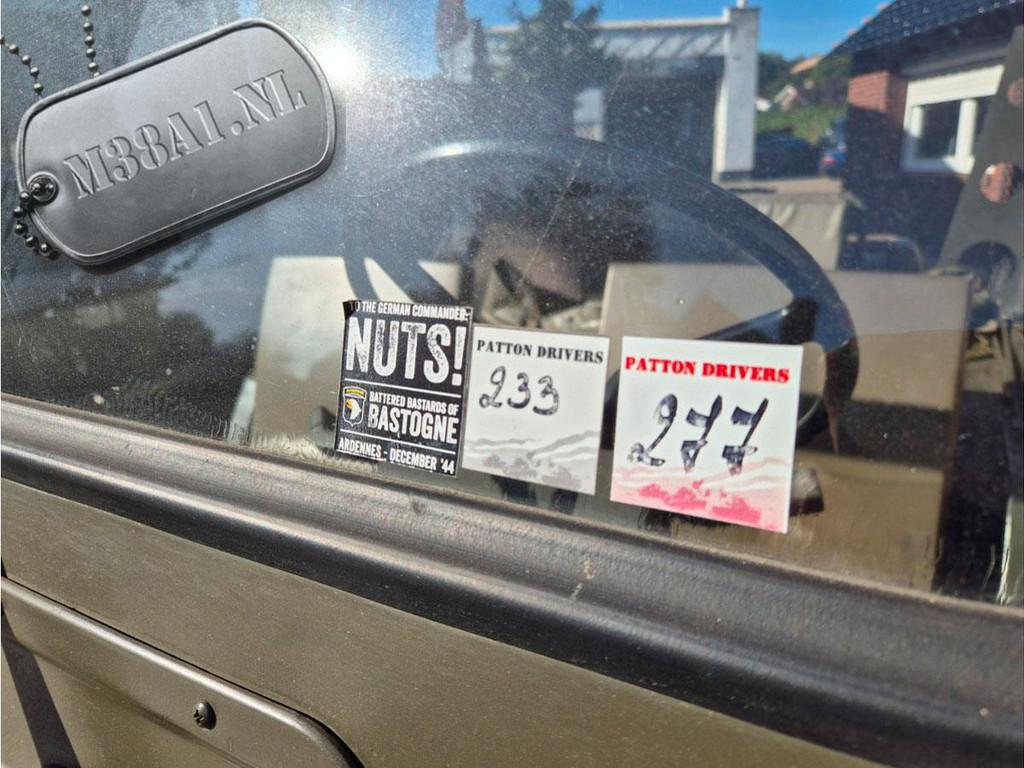 M38A1.NL
TO THE GERMAN COMMANDER:
NUTS!
BATTERED BASTARDS OF
BASTOGNE
ARDENNES - DECEMBER '44
PATTON DRIVERS
233
PATTON DRIVERS
277